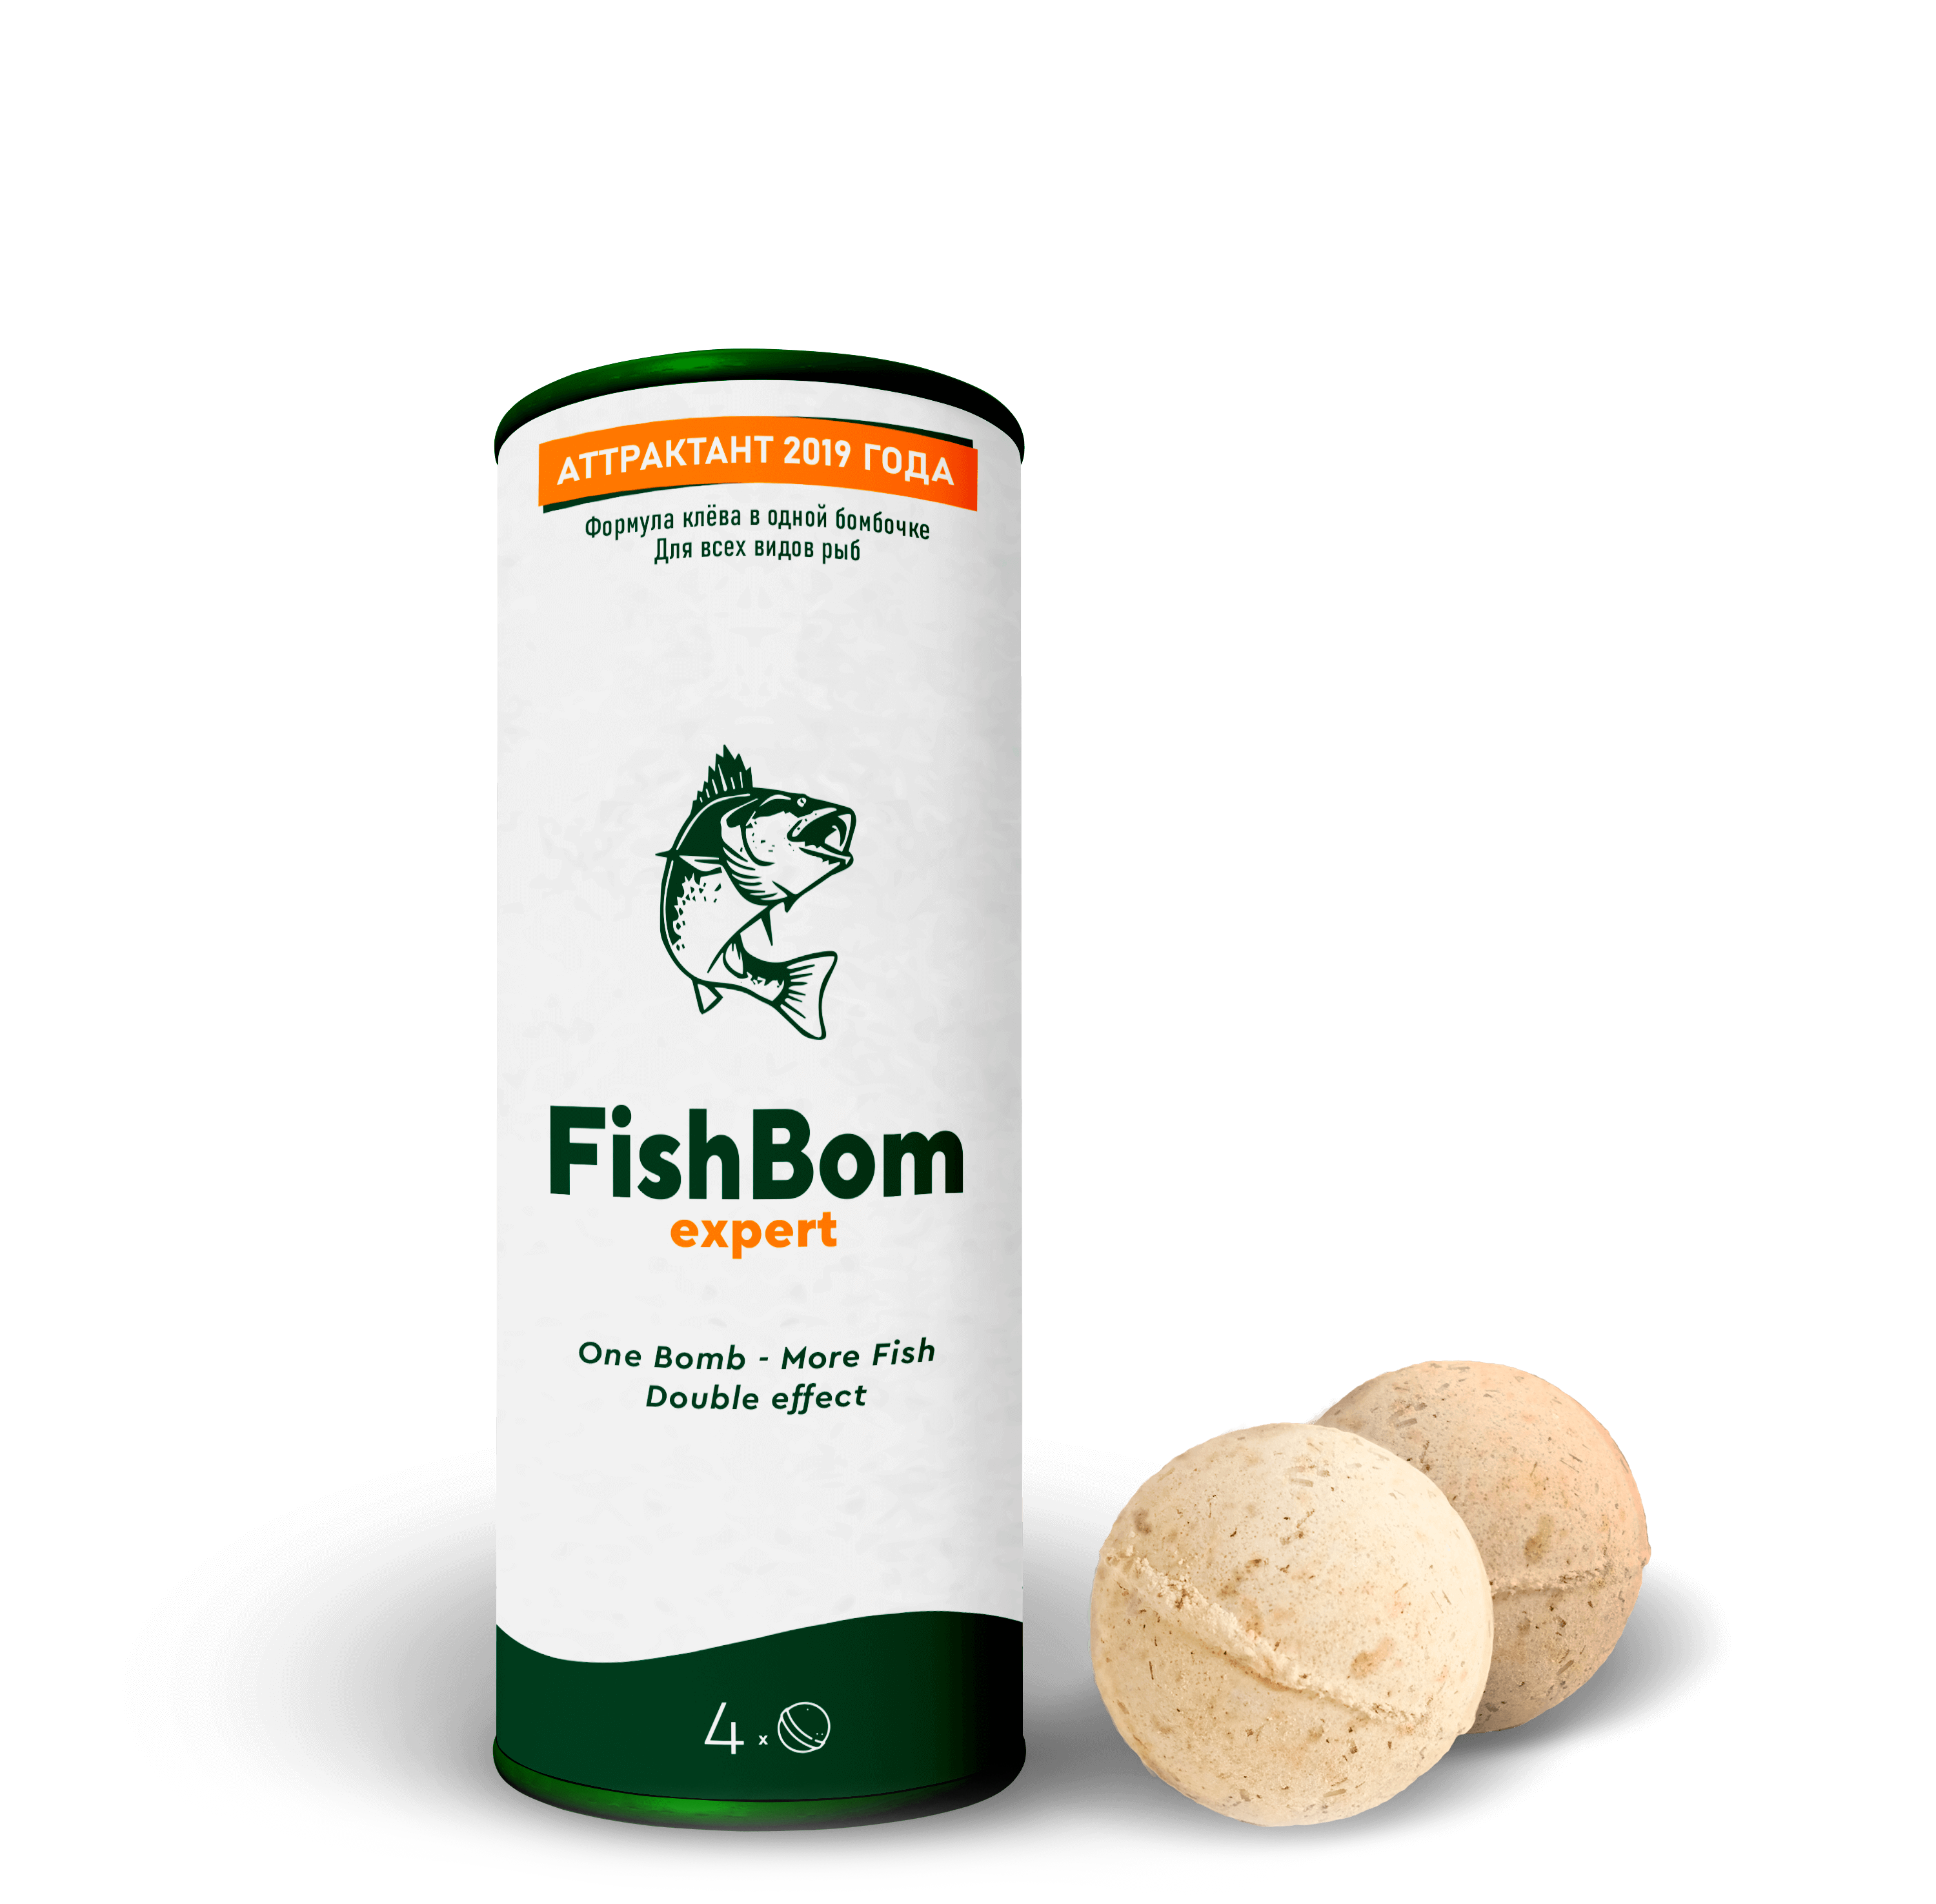 АТТРАКТАНТ 2019 ГОДА
Формула клёва в одной бомбочке
Для всех видов рыб
FishBom
expert
One Bomb - More Fish
Double effect
4 x